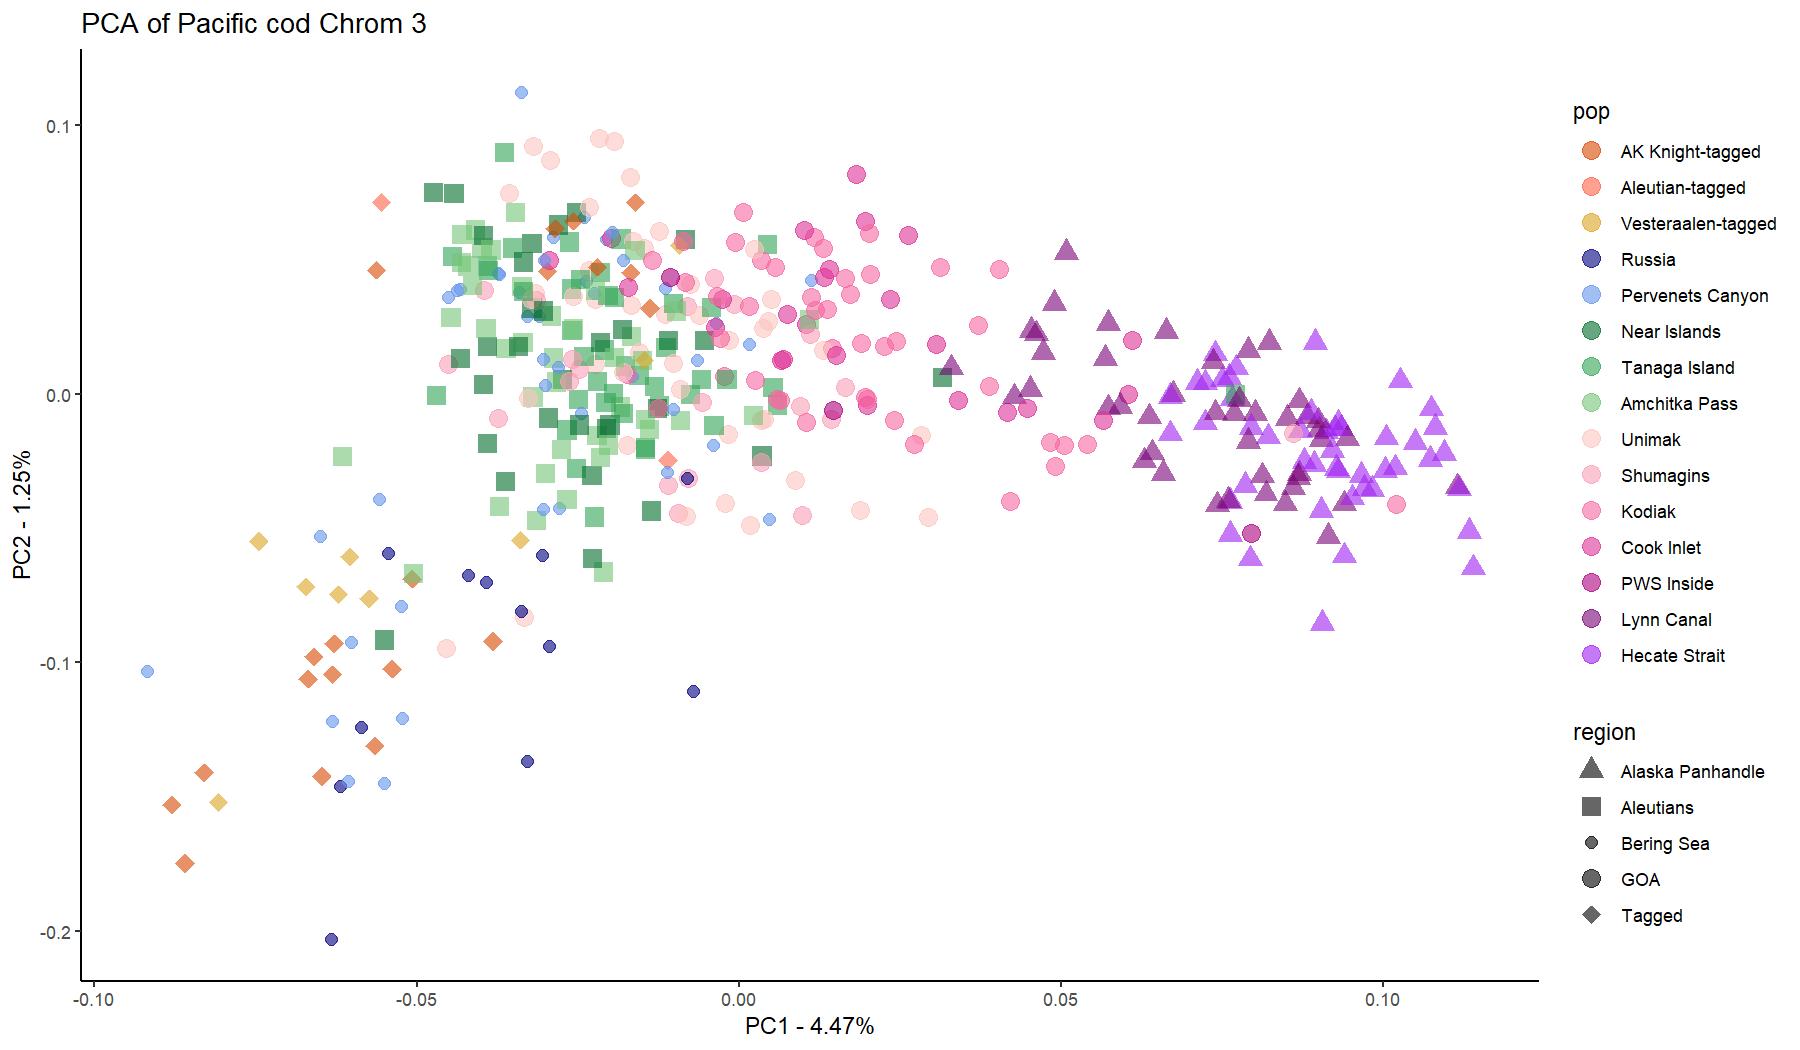 PCA of Pacific cod Chrom 3
PC2 - 1.25%
0.1
0.0
-0.1
-0.2
-0.10
-0.05
0.00
0.05
0.10
PC1 - 4.47%
pop
AK Knight-tagged
Aleutian-tagged
Vesteraalen-tagged
Russia
Pervenets Canyon
Near Islands
Tanaga Island
Amchitka Pass
Unimak
Shumagins
Kodiak
Cook Inlet
PWS Inside
Lynn Canal
Hecate Strait
region
Alaska Panhandle
Aleutians
Bering Sea
GOA
Tagged